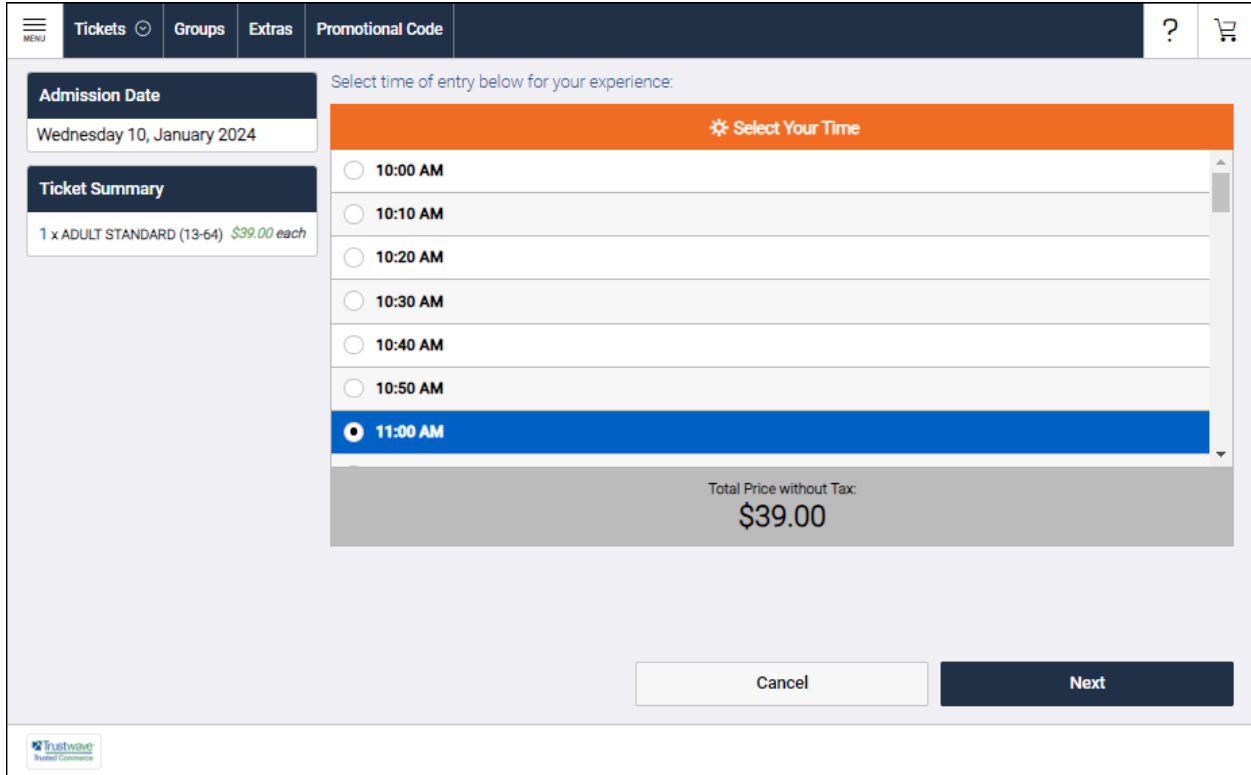 MENU
Tickets
Groups
Extras
Promotional Code
?
Admission Date
Wednesday 10, January 2024
Ticket Summary
1 x ADULT STANDARD (13-64) $39.00 each
Select time of entry below for your experience:
Select Your Time
10:00 AM
10:10 AM
10:20 AM
10:30 AM
10:40 AM
10:50 AM
11:00 AM
Total Price without Tax:
$39.00
Cancel
Next
Trustwave
Trusted Commerce